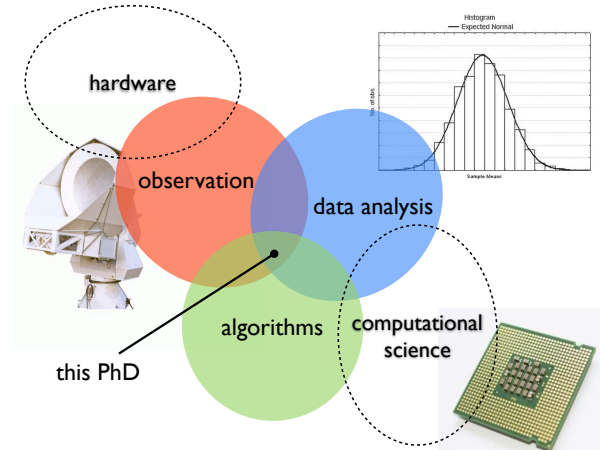 Histogram
Expected Normal
hardware
No. of obs.
observation
data analysis
Sample Means
algorithms
computational
science
this PhD